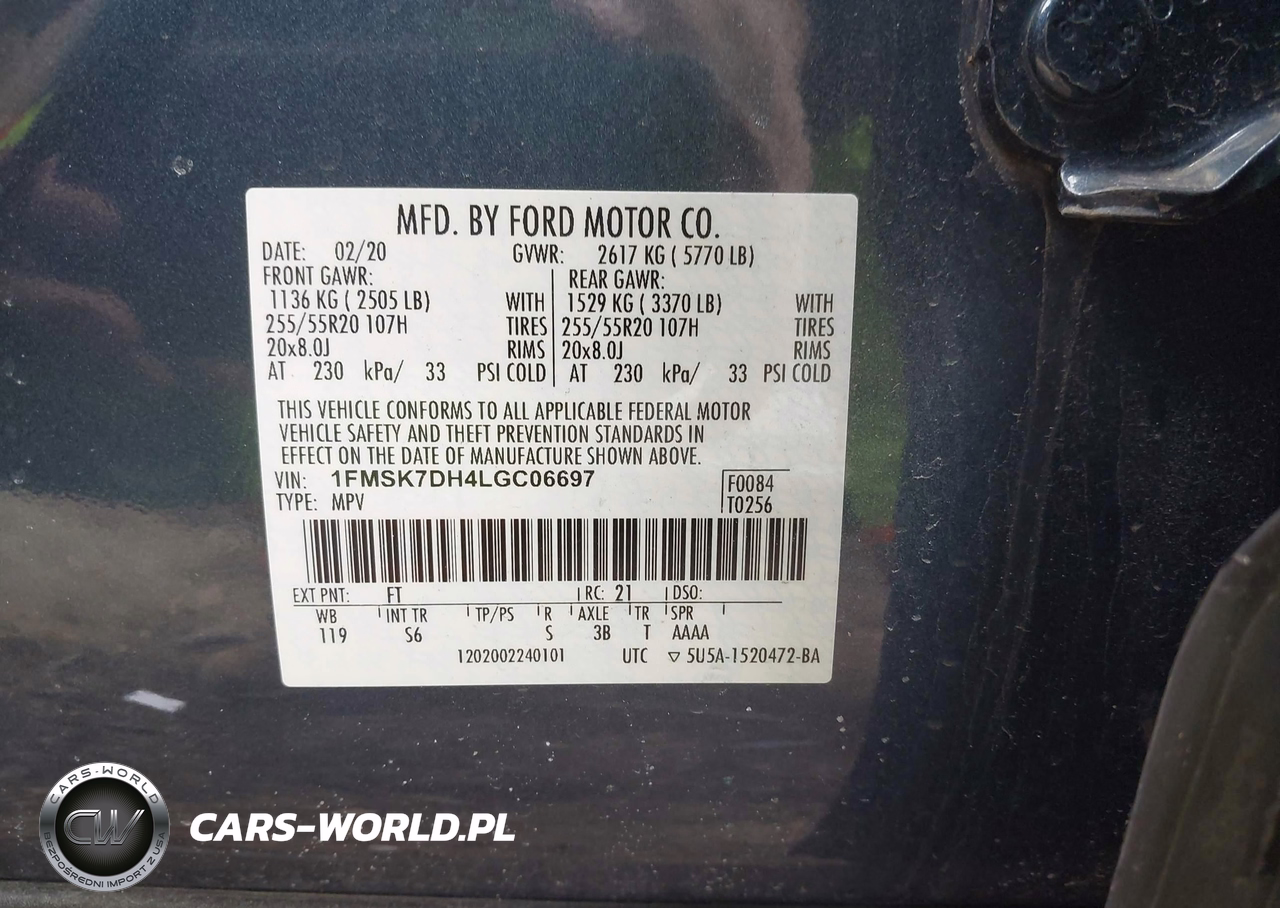 MFD. BY FORD MOTOR CO.
DATE: 02/20 GVWR: 2617 KG ( 5770 LB)
FRONT GAWR: REAR GAWR:
1136 KG ( 2505 LB) WITH 1529 KG ( 3370 LB) WITH
255/55R20 107H TIRES 255/55R20 107H TIRES
20x8.0J RIMS 20x8.0J RIMS
AT 230 kPa/ 33 PSI COLD AT 230 kPa/ 33 PSI COLD
THIS VEHICLE CONFORMS TO ALL APPLICABLE FEDERAL MOTOR
VEHICLE SAFETY AND THEFT PREVENTION STANDARDS IN
EFFECT ON THE DATE OF MANUFACTURE SHOWN ABOVE.
VIN: 1FMSK7DH4LGC06697 F0084
TYPE: MPV T0256
EXT PNT: FT RC: 21 DSO:
WB INT TR TP/PS R AXLE TR SPR
119 S6 S 3B T AAAA
1202002240101 UTC ▽ 5U5A-1520472-BA
CARS-WORLD
CW
BEZPOŚREDNI IMPORT Z USA
CARS-WORLD.PL